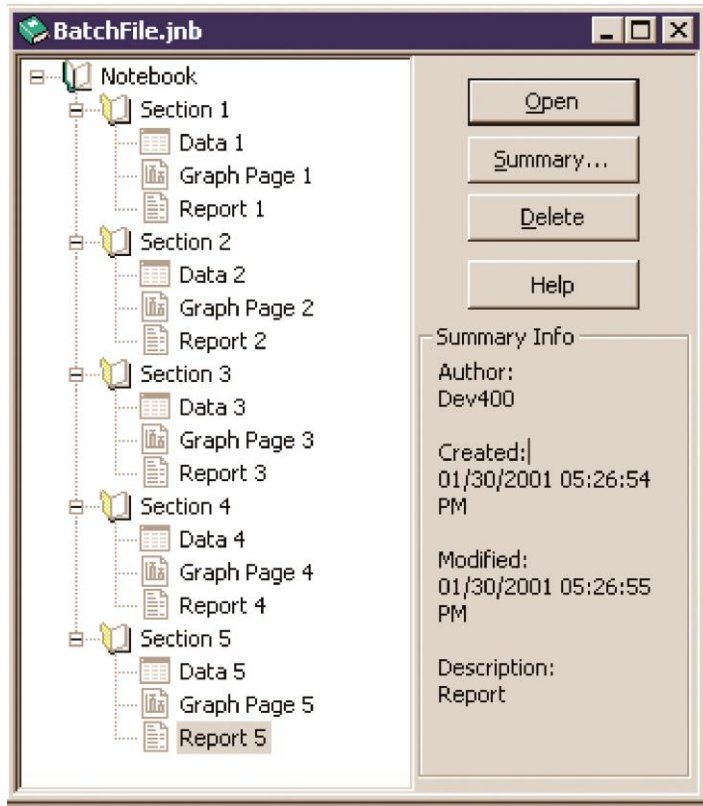 BatchFile.jnb
Notebook
Section 1
Data 1
Graph Page 1
Report 1
Section 2
Data 2
Graph Page 2
Report 2
Section 3
Data 3
Graph Page 3
Report 3
Section 4
Data 4
Graph Page 4
Report 4
Section 5
Data 5
Graph Page 5
Report 5
Open
Summary...
Delete
Help
Summary Info
Author:
Dev400
Created:
01/30/2001 05:26:54
PM
Modified:
01/30/2001 05:26:55
PM
Description:
Report